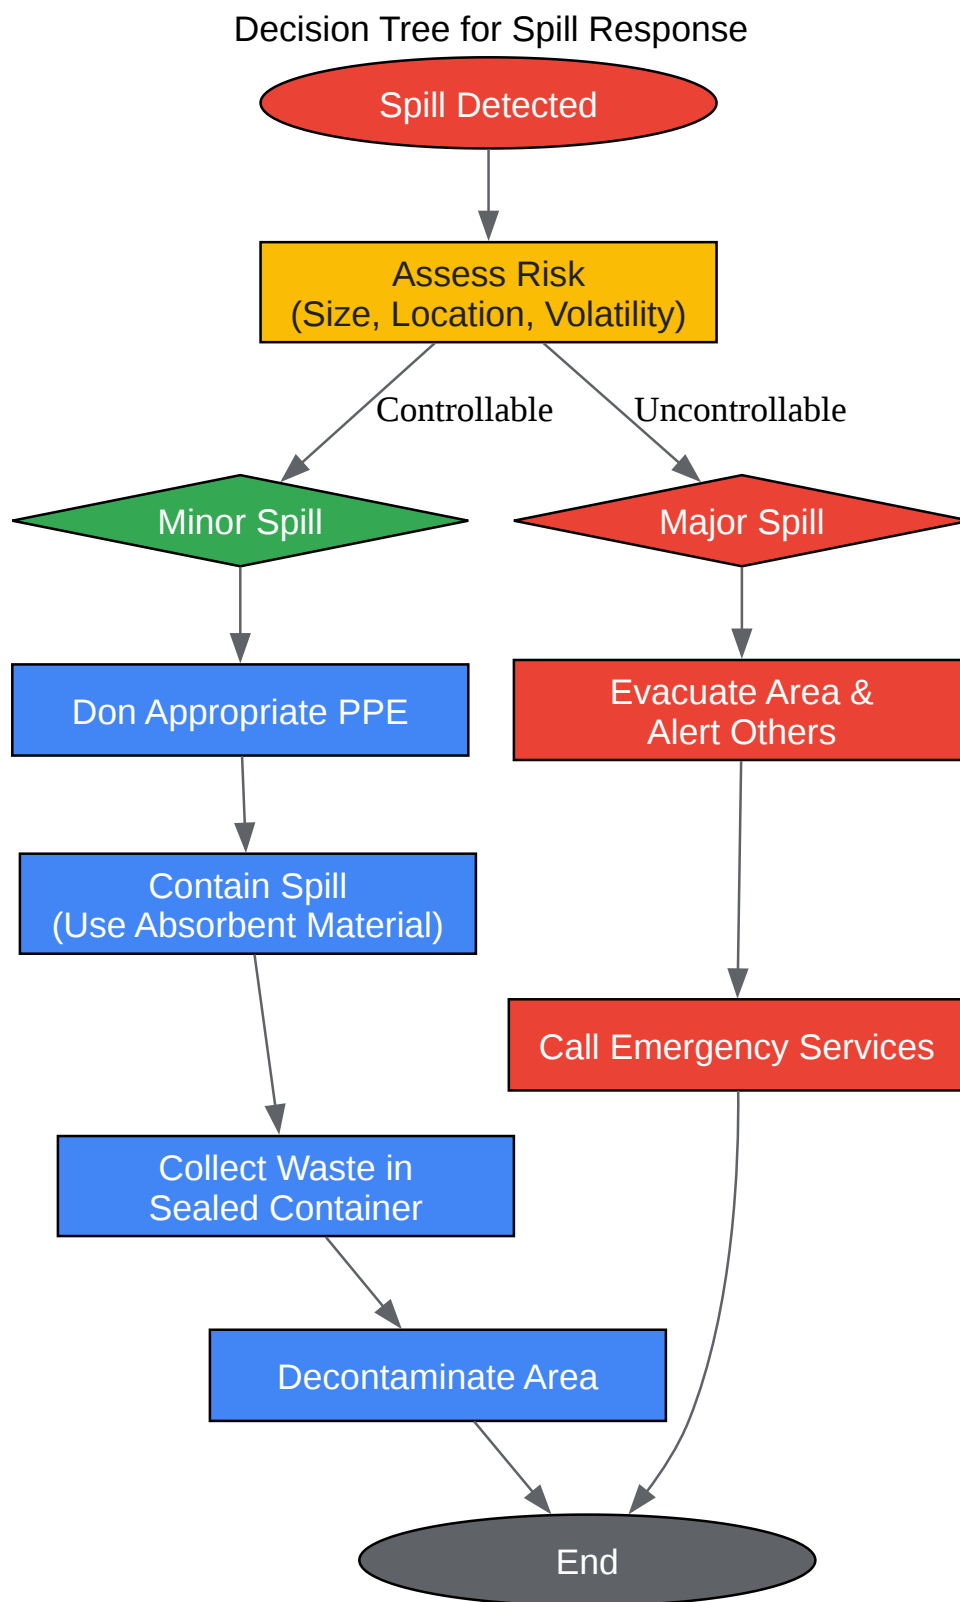 Decision Tree for Spill Response
Spill Detected
Assess Risk
(Size, Location, Volatility)
Controllable
Uncontrollable
Minor Spill
Major Spill
Don Appropriate PPE
Evacuate Area &
Alert Others
Contain Spill
(Use Absorbent Material)
Call Emergency Services
Collect Waste in
Sealed Container
Decontaminate Area
End